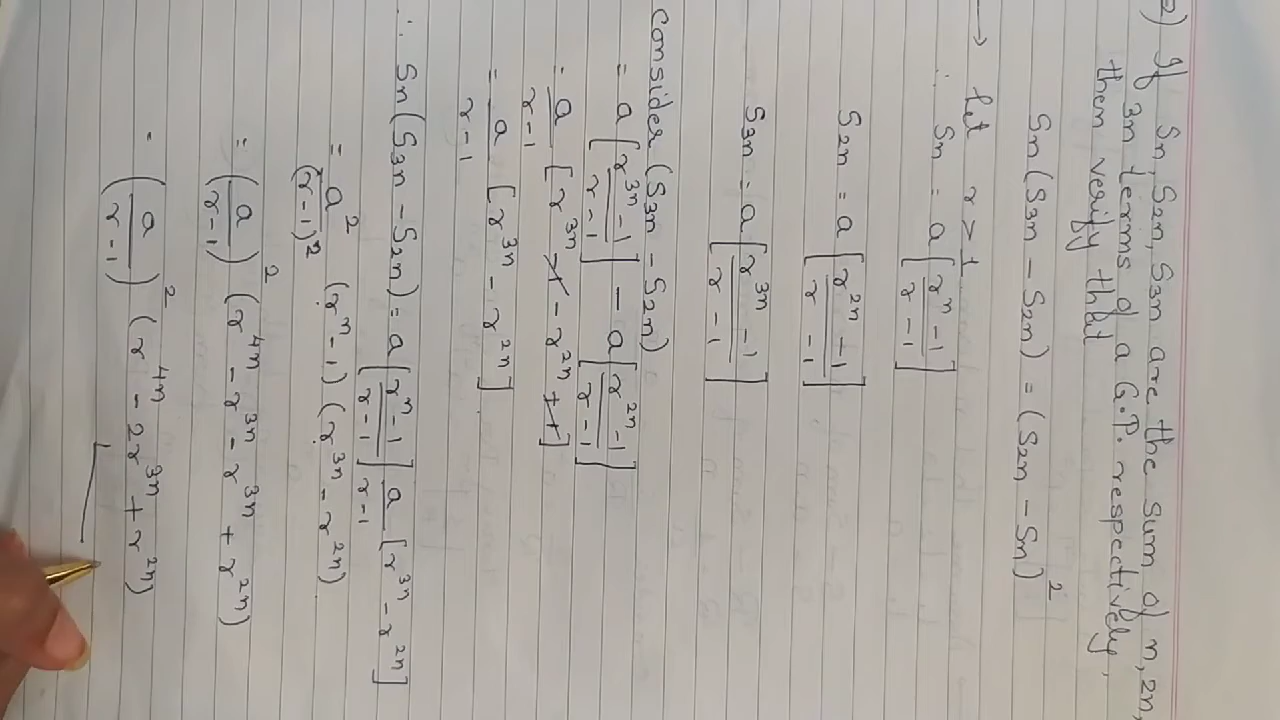 2) If Sn, S2n, S3n are the sum of n, 2n,
3n terms of a G.P. respectively,
then verify that
Sn(S3n - S2n) = (S2n - Sn)²
→ let r > 1
∴ Sn = a[rⁿ - 1 / r - 1]
S2n = a[r²ⁿ - 1 / r - 1]
S3n = a[r³ⁿ - 1 / r - 1]
consider (S3n - S2n)
= a[r³ⁿ - 1 / r - 1] - a[r²ⁿ - 1 / r - 1]
= a / r - 1 [r³ⁿ - 1 - r²ⁿ + 1]
= a / r - 1 [r³ⁿ - r²ⁿ]
∴ Sn(S3n - S2n) = a[rⁿ - 1 / r - 1] a / r - 1 [r³ⁿ - r²ⁿ]
= a² / (r - 1)² (rⁿ - 1) (r³ⁿ - r²ⁿ)
= (a / r - 1)² (r⁴ⁿ - r³ⁿ - r³ⁿ + r²ⁿ)
= (a / r - 1)² (r⁴ⁿ - 2r³ⁿ + r²ⁿ)